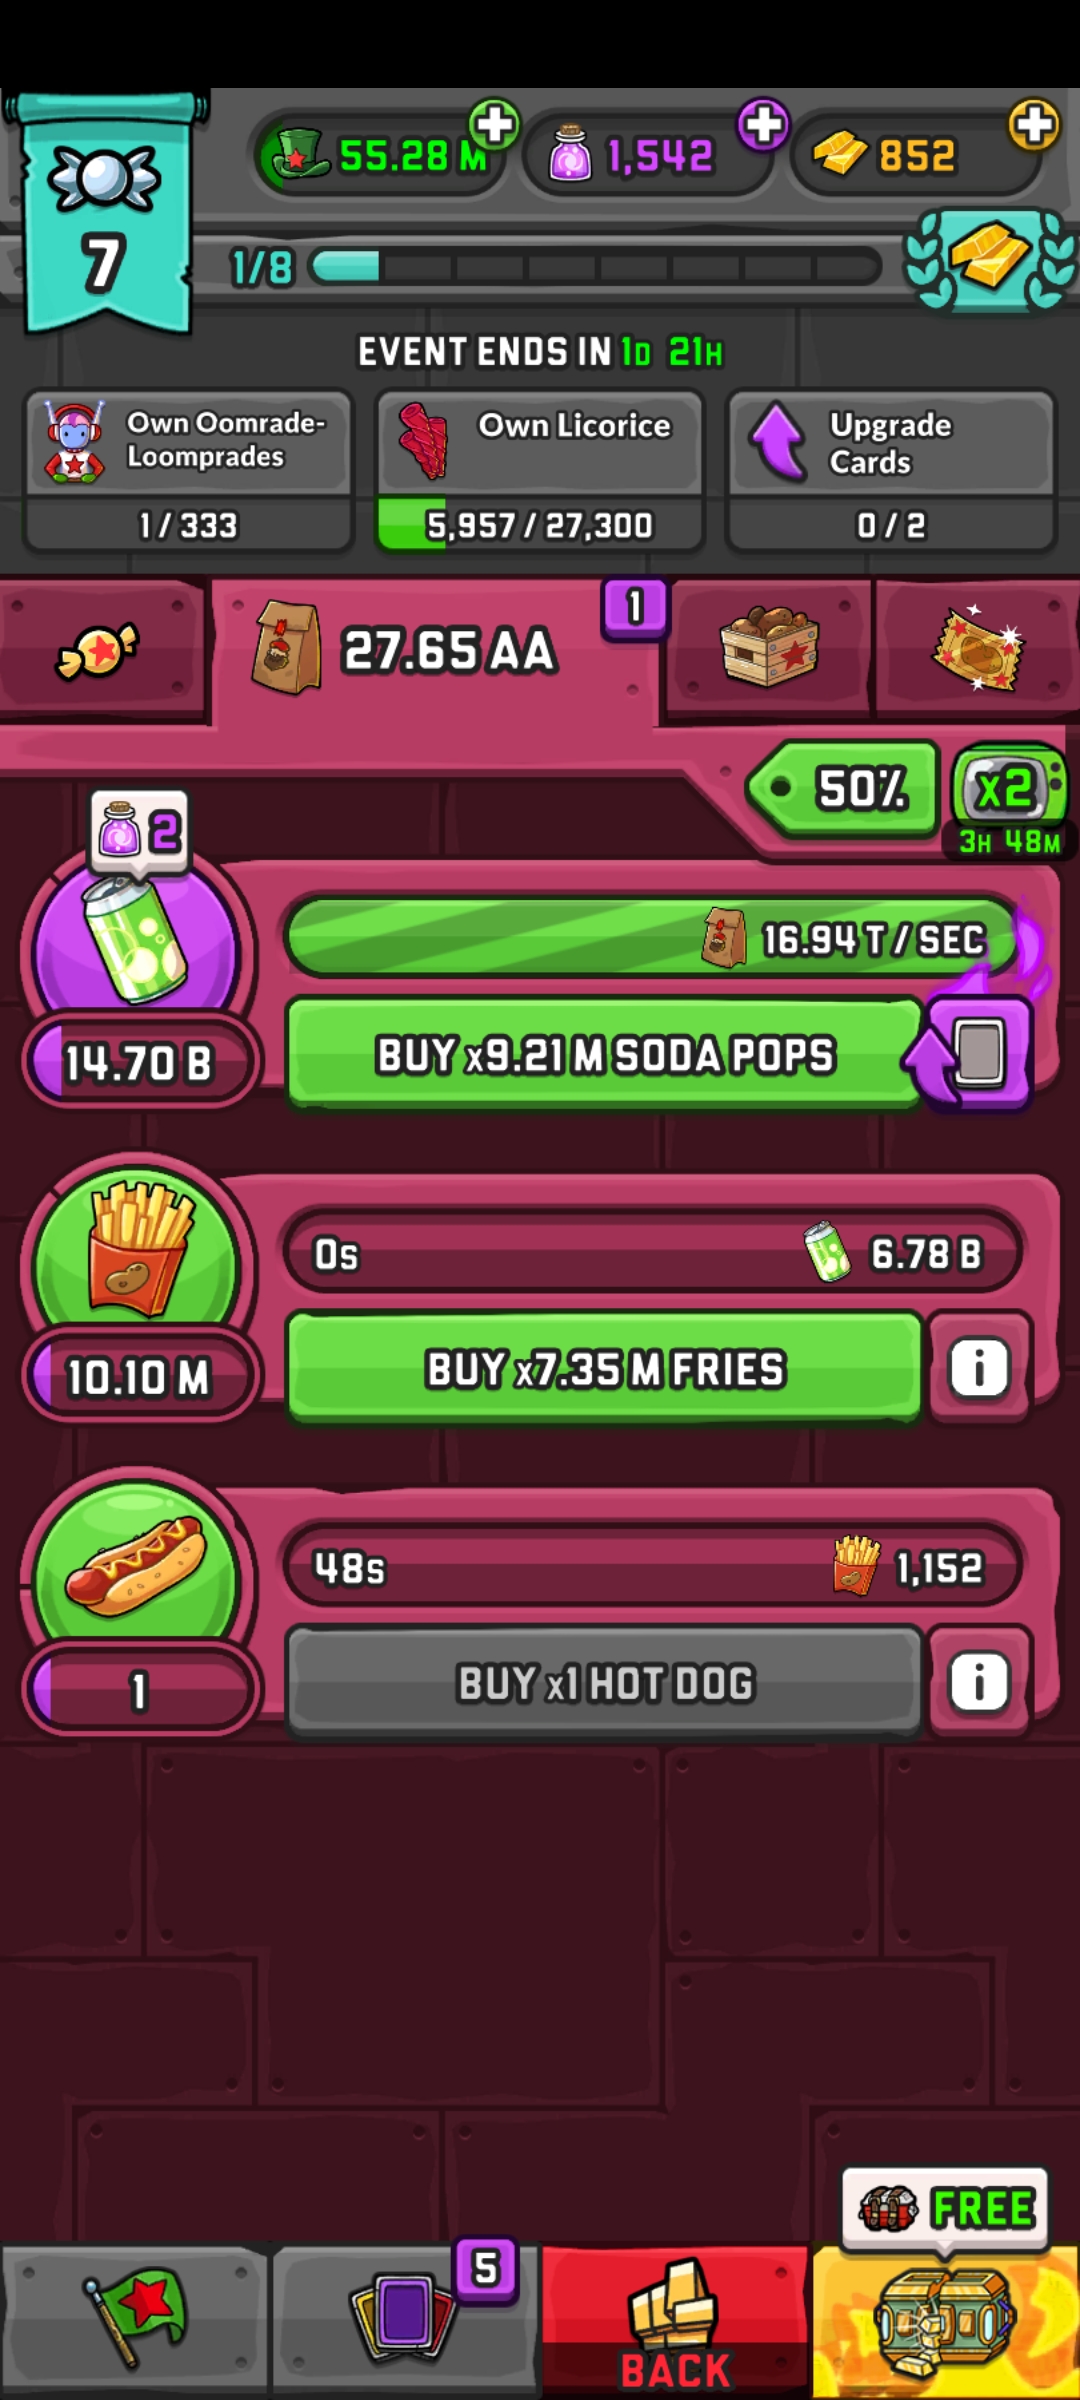 55.28 M
1,542
852
7
1/8
EVENT ENDS IN 1D 21H
Own Oomrade-
Loomprades
1 / 333
Own Licorice
5,957 / 27,300
Upgrade
Cards
0 / 2
27.65 AA
1
50%
x2
3H 48M
2
16.94 T / SEC
14.70 B
BUY x9.21 M SODA POPS
0s
6.78 B
10.10 M
BUY x7.35 M FRIES
i
48s
1,152
1
BUY x1 HOT DOG
i
FREE
5
BACK